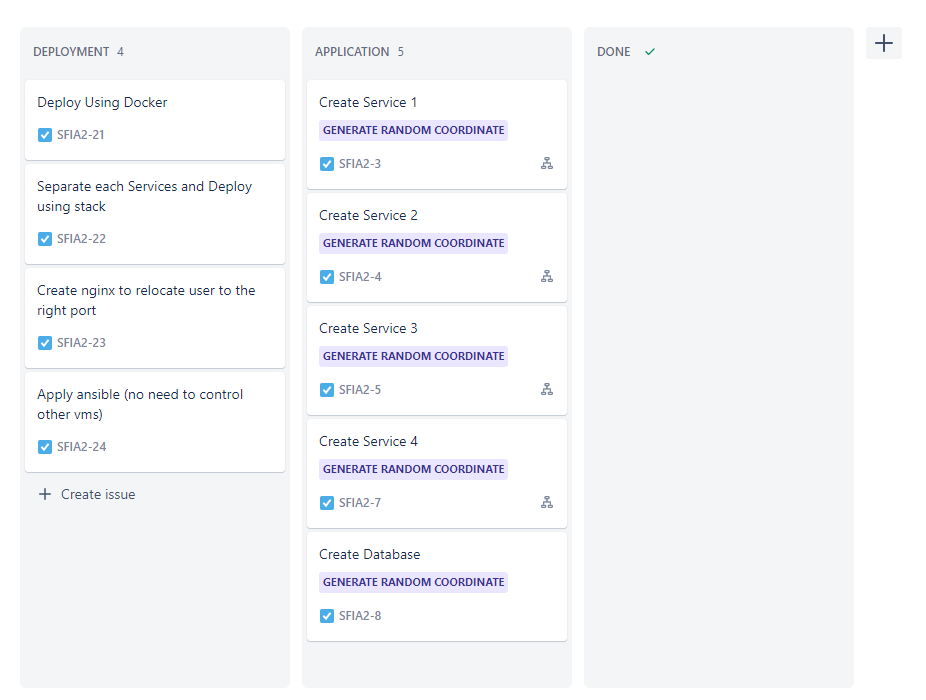 DEPLOYMENT 4
Deploy Using Docker
SFIA2-21
Separate each Services and Deploy
using stack
SFIA2-22
Create nginx to relocate user to the
right port
SFIA2-23
Apply ansible (no need to control
other vms)
SFIA2-24
Create issue
APPLICATION 5
Create Service 1
GENERATE RANDOM COORDINATE
SFIA2-3
Create Service 2
GENERATE RANDOM COORDINATE
SFIA2-4
Create Service 3
GENERATE RANDOM COORDINATE
SFIA2-5
Create Service 4
GENERATE RANDOM COORDINATE
SFIA2-7
Create Database
GENERATE RANDOM COORDINATE
SFIA2-8
DONE